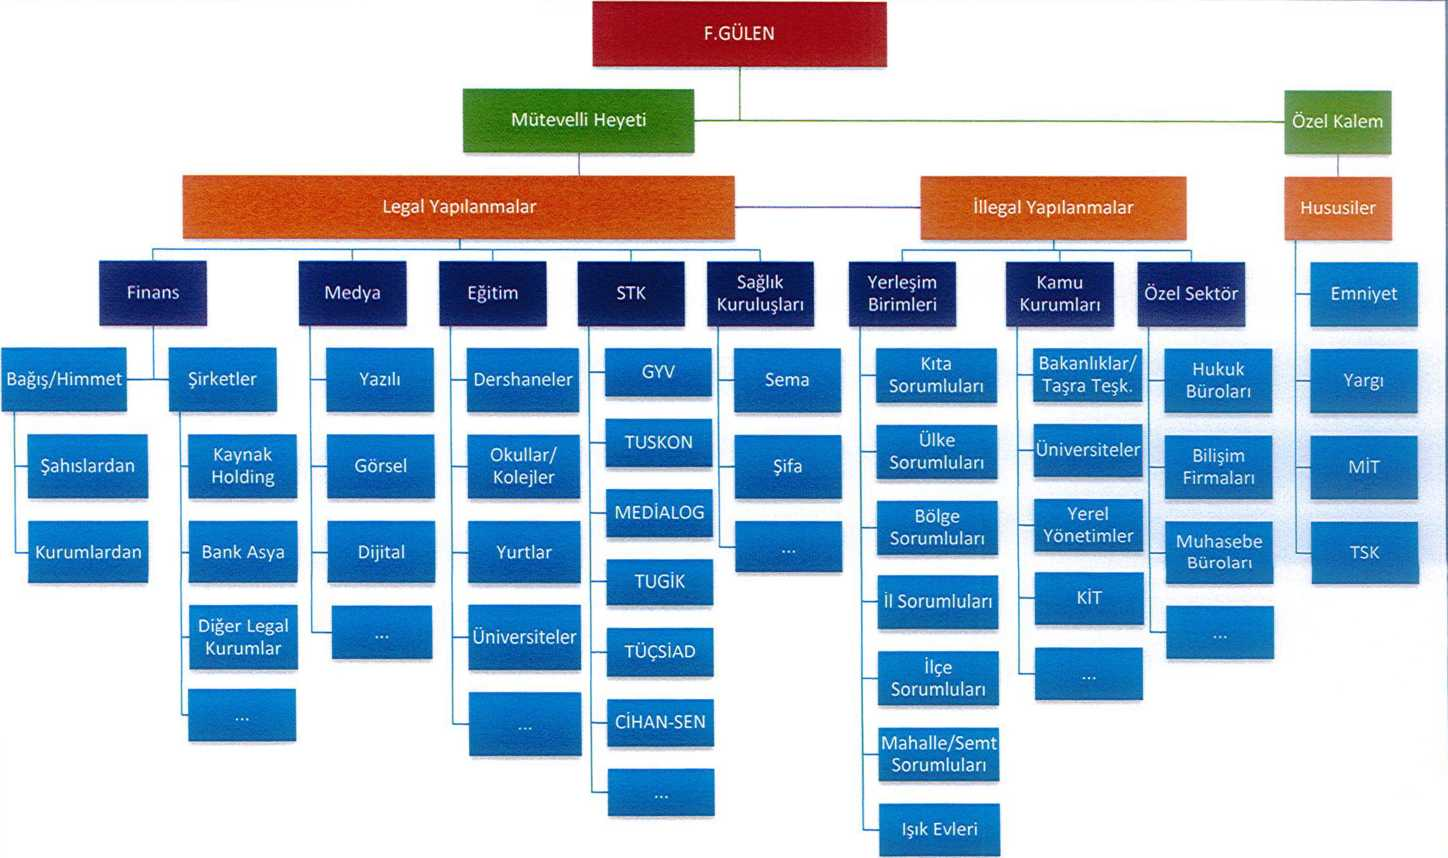 F.GÜLEN
Mütevelli Heyeti
Özel Kalem
Legal Yapılanmalar
İllegal Yapılanmalar
Hususiler
Finans
Medya
Eğitim
STK
Sağlık
Kuruluşları
Yerleşim
Birimleri
Kamu
Kurumları
Özel Sektör
Bağış/Himmet
Şahıslardan
Kurumlardan
Şirketler
Kaynak
Holding
Bank Asya
Diğer Legal
Kurumlar
...
Yazılı
Görsel
Dijital
...
Dershaneler
Okullar/
Kolejler
Yurtlar
Üniversiteler
...
GYV
TUSKON
MEDİALOG
TUGİK
TÜÇSİAD
CİHAN-SEN
...
Sema
Şifa
...
Kıta
Sorumluları
Ülke
Sorumluları
Bölge
Sorumluları
İl Sorumluları
İlçe
Sorumluları
Mahalle/Semt
Sorumluları
Işık Evleri
Bakanlıklar/
Taşra Teşk.
Üniversiteler
Yerel
Yönetimler
KİT
...
Hukuk
Büroları
Bilişim
Firmaları
Muhasebe
Büroları
...
Emniyet
Yargı
MİT
TSK